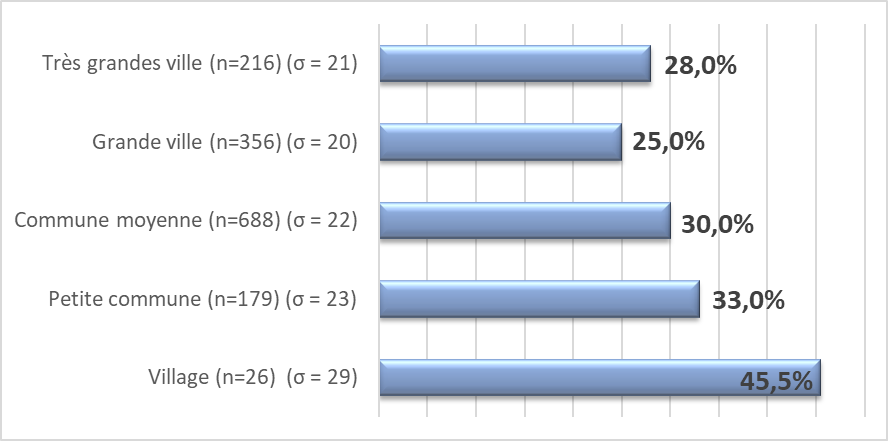 Très grandes ville (n=216) (σ = 21) 28,0%
Grande ville (n=356) (σ = 20) 25,0%
Commune moyenne (n=688) (σ = 22) 30,0%
Petite commune (n=179) (σ = 23) 33,0%
Village (n=26)  (σ = 29) 45,5%